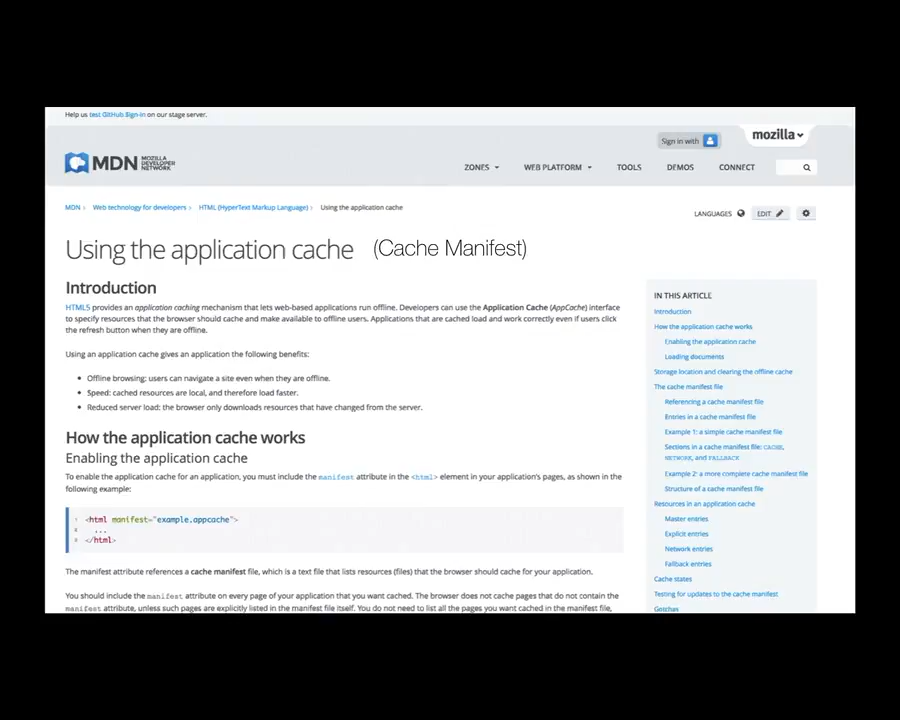 Help us test GitHub Sign-in on our stage server.
Sign in with
mozilla
MDN MOZILLA DEVELOPER NETWORK
ZONES WEB PLATFORM TOOLS DEMOS CONNECT
MDN › Web technology for developers › HTML (HyperText Markup Language) › Using the application cache
LANGUAGES EDIT
Using the application cache (Cache Manifest)
Introduction
HTML5 provides an application caching mechanism that lets web-based applications run offline. Developers can use the Application Cache (AppCache) interface
to specify resources that the browser should cache and make available to offline users. Applications that are cached load and work correctly even if users click
the refresh button when they are offline.
Using an application cache gives an application the following benefits:
• Offline browsing: users can navigate a site even when they are offline.
• Speed: cached resources are local, and therefore load faster.
• Reduced server load: the browser only downloads resources that have changed from the server.
How the application cache works
Enabling the application cache
To enable the application cache for an application, you must include the manifest attribute in the <html> element in your application's pages, as shown in the
following example:
1 <html manifest="example.appcache">
2 ...
3 </html>
The manifest attribute references a cache manifest file, which is a text file that lists resources (files) that the browser should cache for your application.
You should include the manifest attribute on every page of your application that you want cached. The browser does not cache pages that do not contain the
manifest attribute, unless such pages are explicitly listed in the manifest file itself. You do not need to list all the pages you want cached in the manifest file,
IN THIS ARTICLE
Introduction
How the application cache works
Enabling the application cache
Loading documents
Storage location and clearing the offline cache
The cache manifest file
Referencing a cache manifest file
Entries in a cache manifest file
Example 1: a simple cache manifest file
Sections in a cache manifest file: CACHE,
NETWORK, and FALLBACK
Example 2: a more complete cache manifest file
Structure of a cache manifest file
Resources in an application cache
Master entries
Explicit entries
Network entries
Fallback entries
Cache states
Testing for updates to the cache manifest
Gotchas